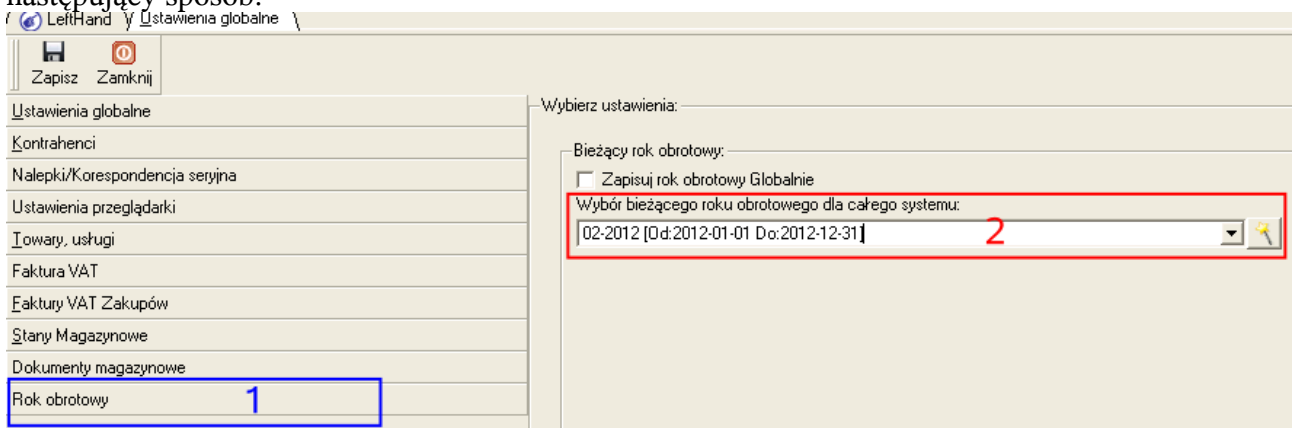 następujący sposób:
LeftHand Ustawienia globalne
Zapisz Zamknij
Ustawienia globalne
Kontrahenci
Nalepki/Korespondencja seryjna
Ustawienia przeglądarki
Towary, usługi
Faktura VAT
Faktury VAT Zakupów
Stany Magazynowe
Dokumenty magazynowe
Rok obrotowy 1
Wybierz ustawienia:
Bieżący rok obrotowy:
Zapisuj rok obrotowy Globalnie
Wybór bieżącego roku obrotowego dla całego systemu:
02-2012 [Od:2012-01-01 Do:2012-12-31] 2